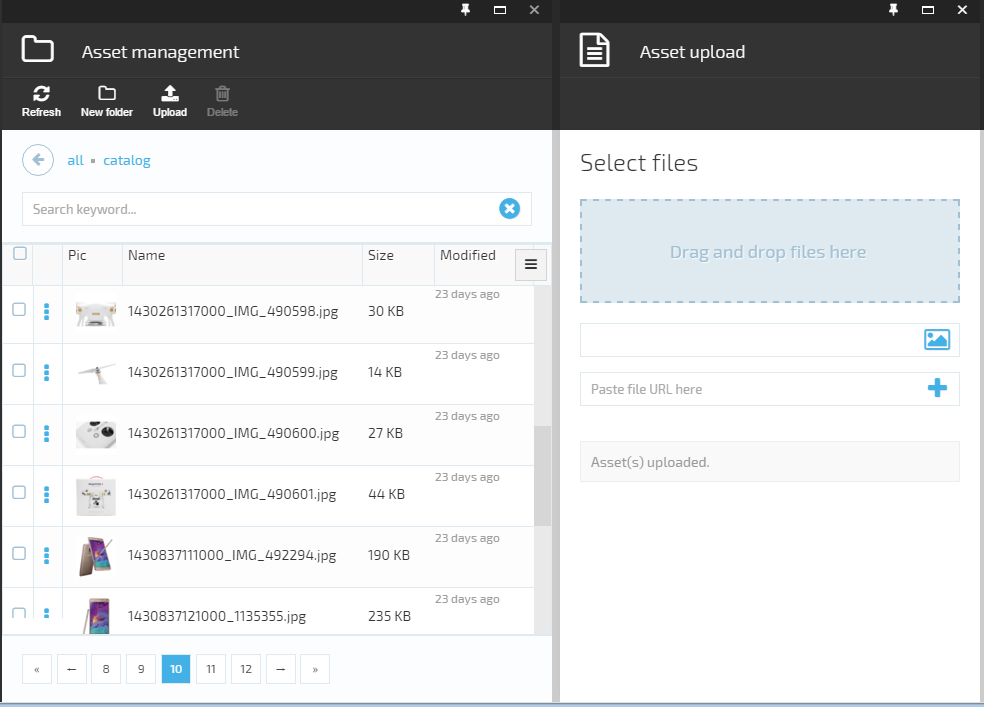 Asset management
Refresh
New folder
Upload
Delete
all ▪ catalog
Search keyword...
Pic Name Size Modified
1430261317000_IMG_490598.jpg 30 KB 23 days ago
1430261317000_IMG_490599.jpg 14 KB 23 days ago
1430261317000_IMG_490600.jpg 27 KB 23 days ago
1430261317000_IMG_490601.jpg 44 KB 23 days ago
1430837111000_IMG_492294.jpg 190 KB 23 days ago
1430837121000_1135355.jpg 235 KB 23 days ago
« ← 8 9 10 11 12 → »
Asset upload
Select files
Drag and drop files here
Paste file URL here
Asset(s) uploaded.